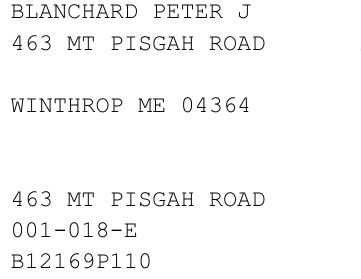 BLANCHARD PETER J
463 MT PISGAH ROAD
WINTHROP ME 04364
463 MT PISGAH ROAD
001-018-E
B12169P110